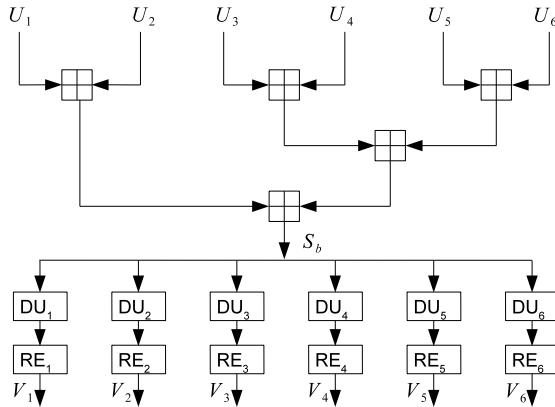 U₁ U₂ U₃ U₄ U₅ U₆
S_b
DU₁ DU₂ DU₃ DU₄ DU₅ DU₆
RE₁ RE₂ RE₃ RE₄ RE₅ RE₆
V₁ V₂ V₃ V₄ V₅ V₆